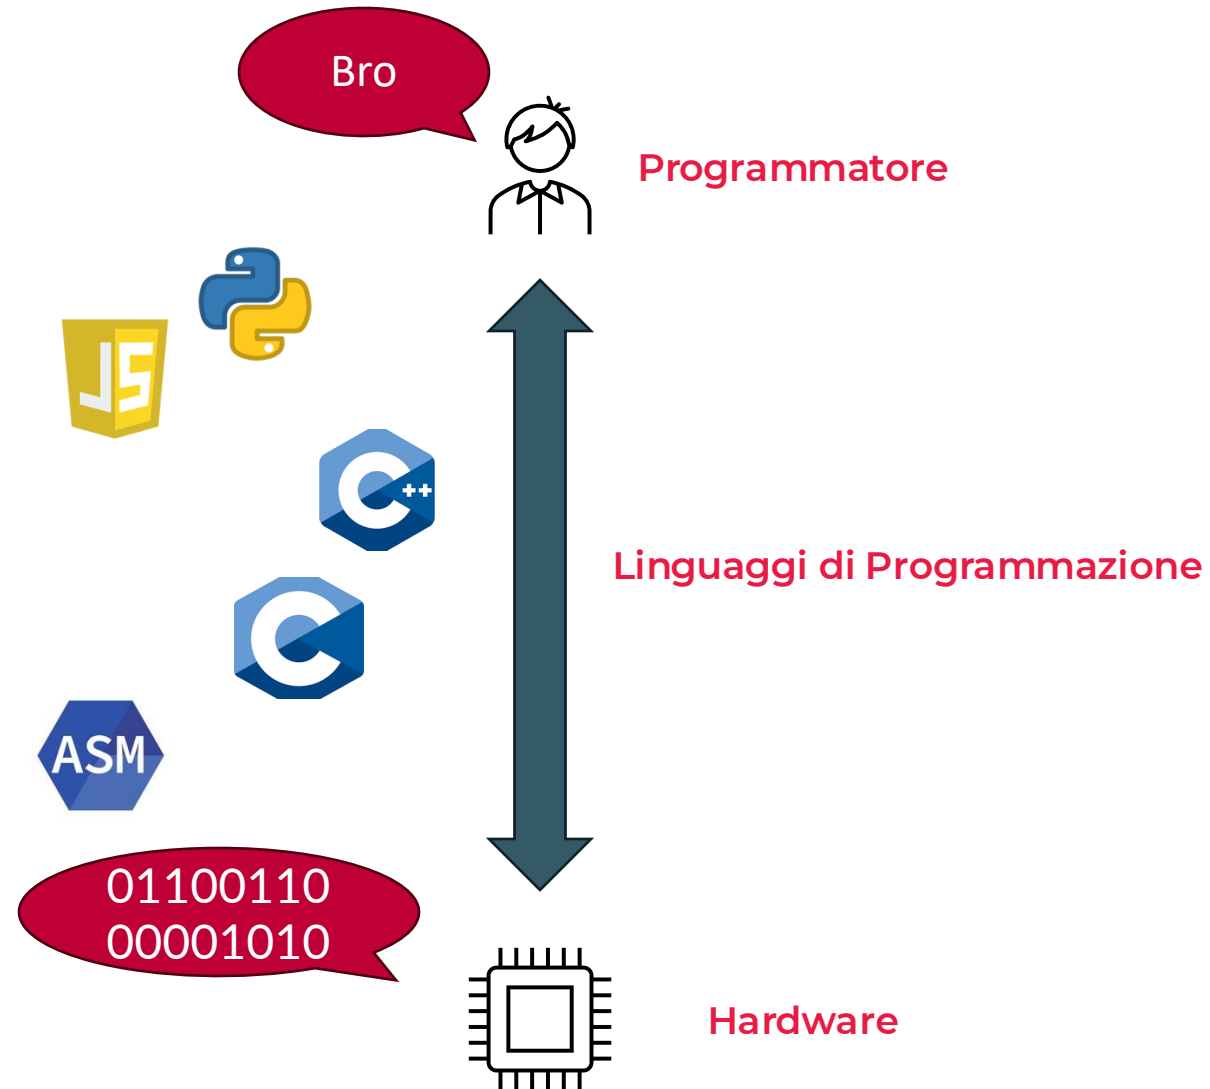 Bro
Programmatore
JS
C++
Linguaggi di Programmazione
C
ASM
01100110
00001010
Hardware